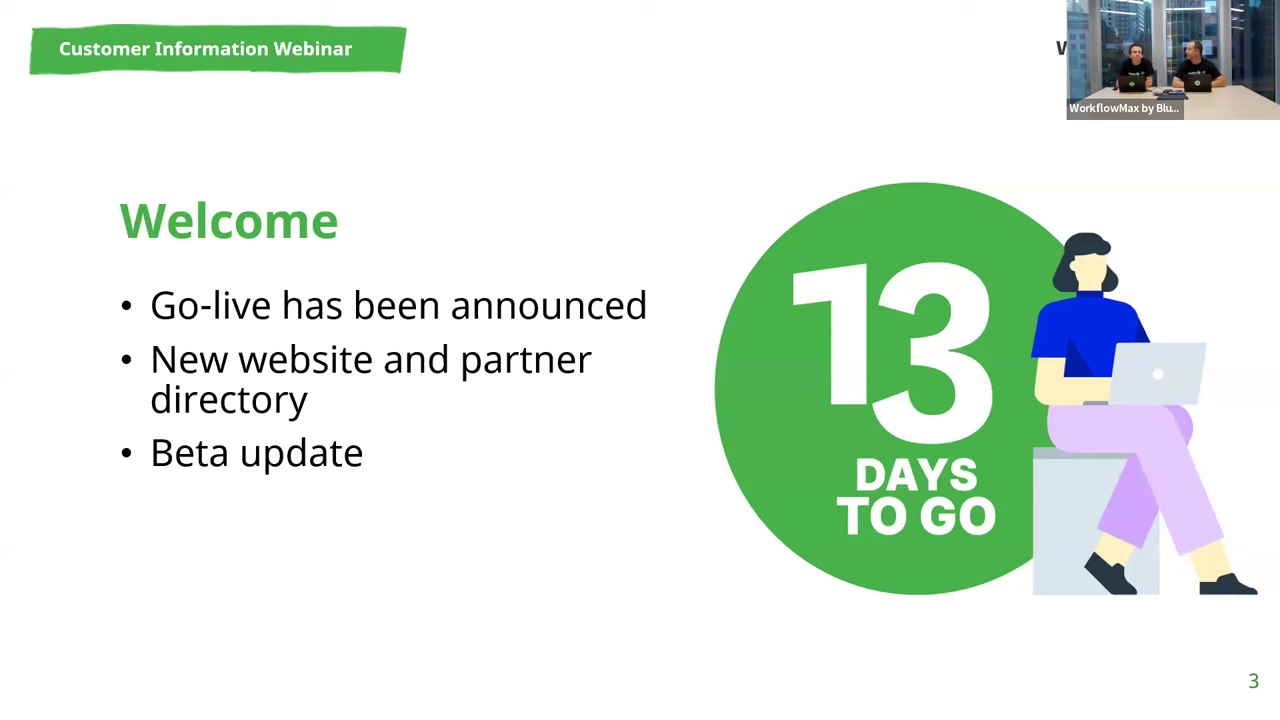 Customer Information Webinar
W
WorkflowMax by Blu...
Welcome
• Go-live has been announced
• New website and partner
directory
• Beta update
13
DAYS
TO GO
3